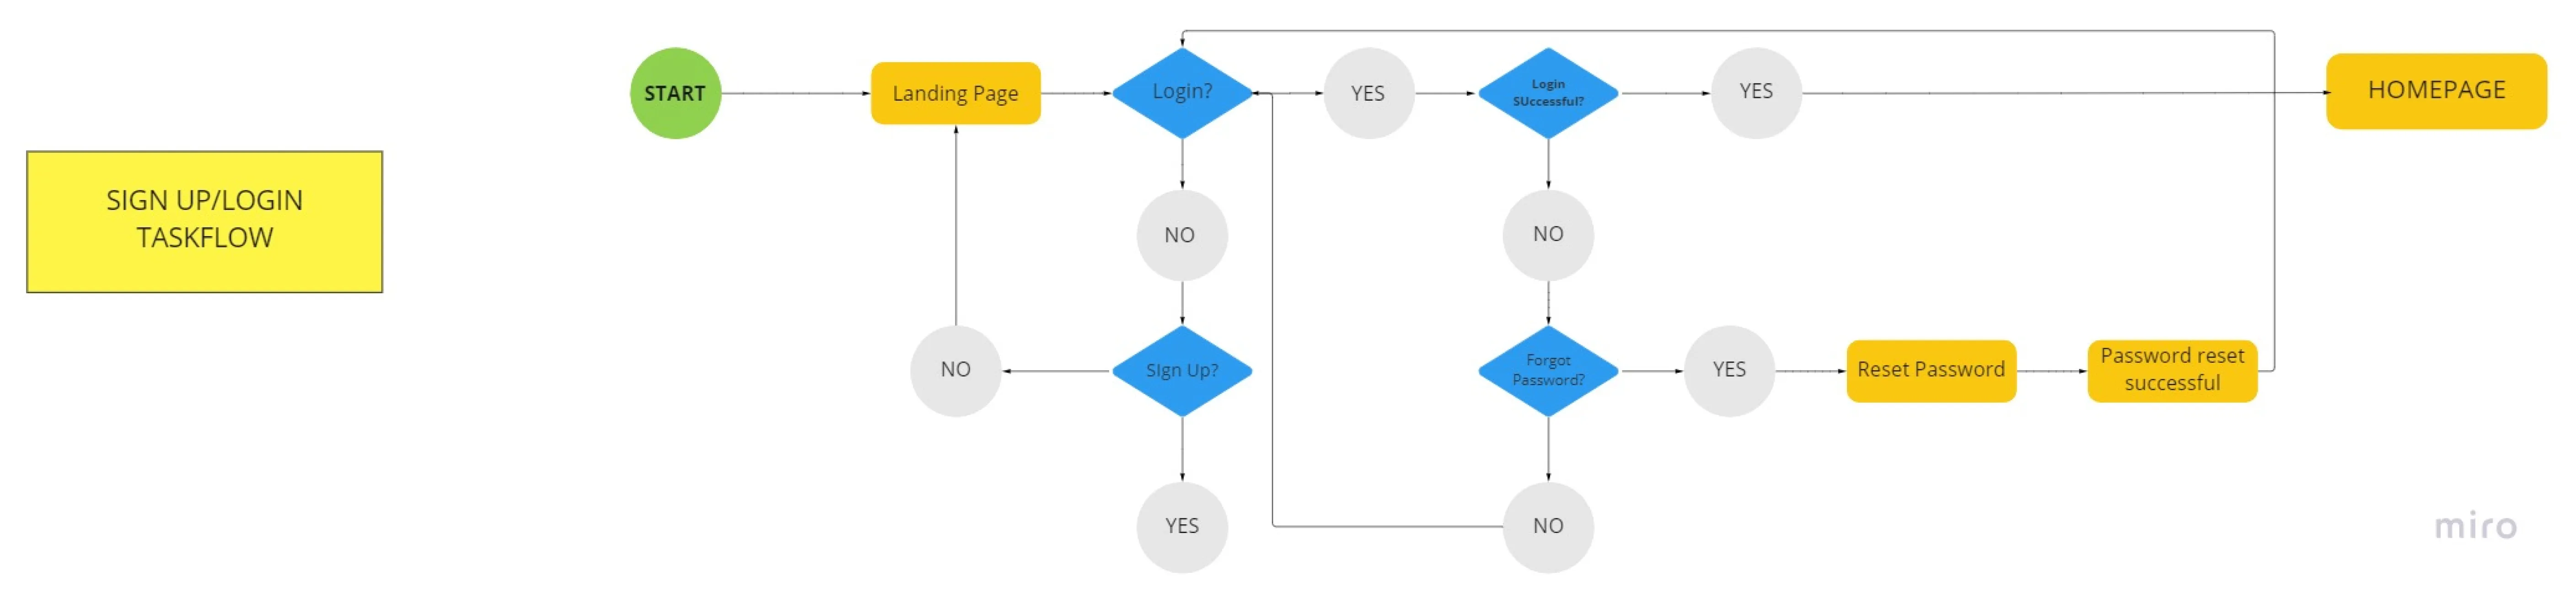 START
Landing Page
Login?
YES
Login
SUccessful?
YES
HOMEPAGE
SIGN UP/LOGIN
TASKFLOW
NO
NO
NO
SIgn Up?
Forgot
Password?
YES
Reset Password
Password reset
successful
YES
NO
miro